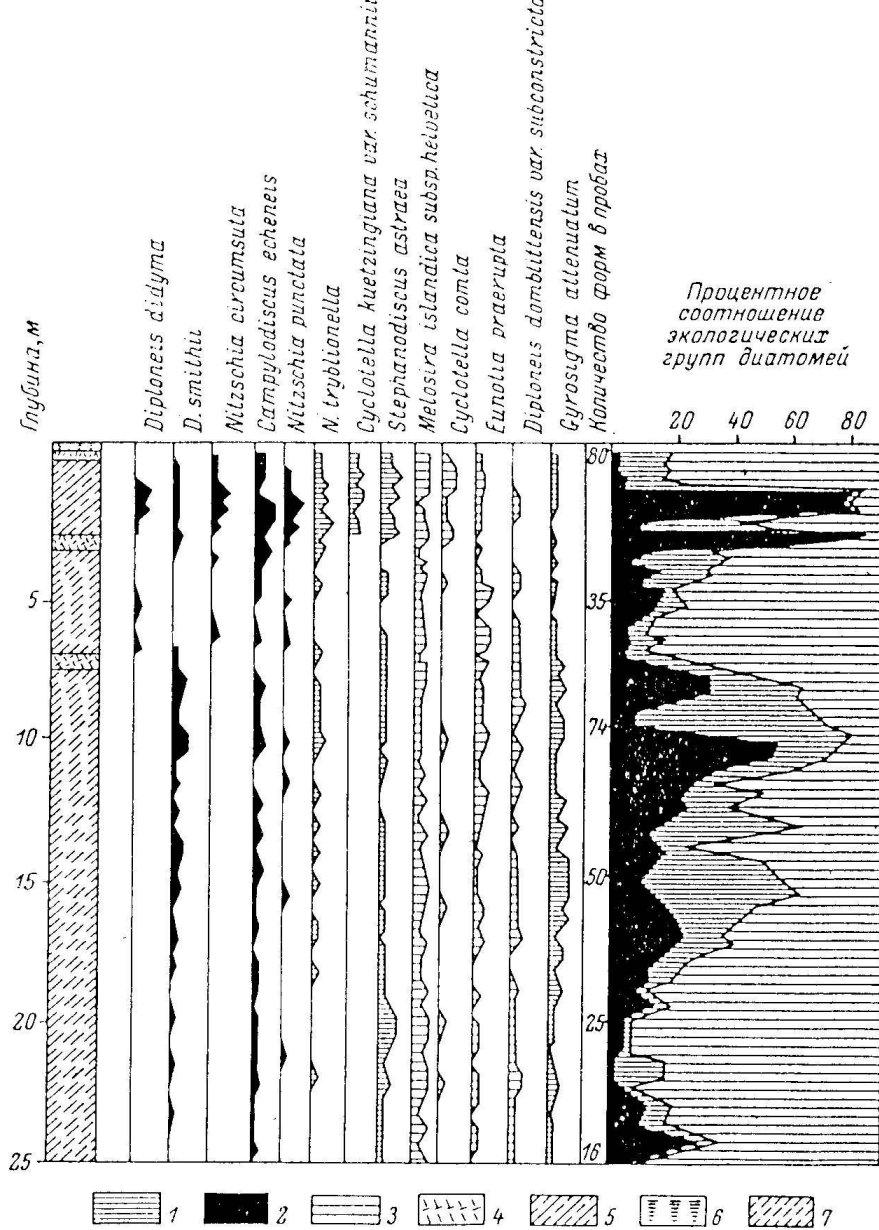 Глубина, м
Diploneis didyma
D. smithii
Nitzschia circumsuta
Campylodiscus echeneis
Nitzschia punctata
N. tryblionella
Cyclotella kuetzingiana var. schumannii
Stephanodiscus astraea
Melosira islandica subsp. helvetica
Cyclotella comta
Eunotia praerupta
Diploneis domblittensis var. subconstricta
Gyrosigma attenuatum
Количество форм в пробах
Процентное
соотношение
экологических
групп диатомей
20 40 60 80
80
5 35
10 74
15 50
20 25
25 16
1 2 3 4 5 6 7